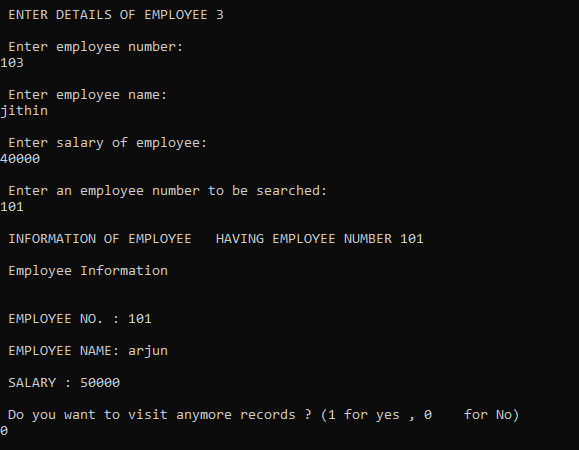 ENTER DETAILS OF EMPLOYEE 3
Enter employee number:
103
Enter employee name:
jithin
Enter salary of employee:
40000
Enter an employee number to be searched:
101
INFORMATION OF EMPLOYEE   HAVING EMPLOYEE NUMBER 101
Employee Information
EMPLOYEE NO. : 101
EMPLOYEE NAME: arjun
SALARY : 50000
Do you want to visit anymore records ? (1 for yes , 0    for No)
0